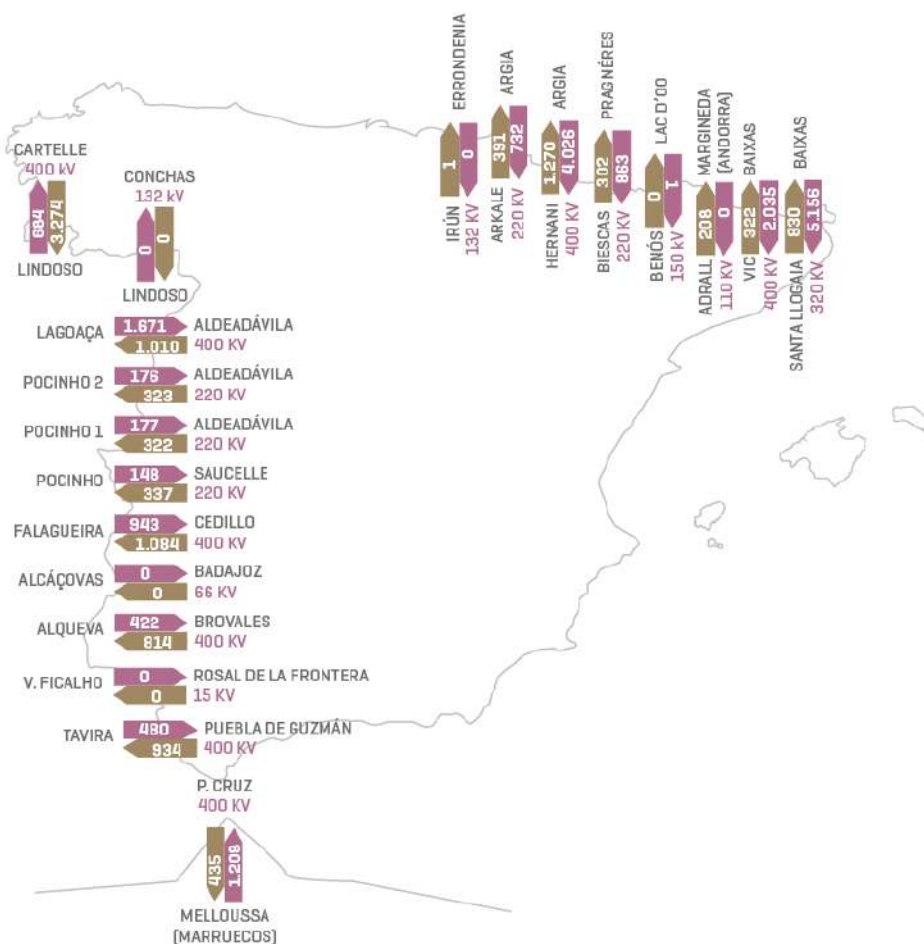 CARTELLE
400 kV
684
3.274
LINDOSO
CONCHAS
132 kV
0
0
LINDOSO
ERRONDENIA
1
0
IRÚN
132 KV
ARGIA
391
732
ARKALE
220 KV
ARGIA
1.270
4.026
HERNANI
400 KV
PRAGNÉRES
302
863
BIESCAS
220 KV
LAC D'OO
0
1
BENÓS
150 kV
MARGINEDA
(ANDORRA)
208
0
ADRALL
110 KV
BAIXAS
322
2.035
VIC
400 KV
BAIXAS
830
5.156
SANTA LLOGAIA
320 KV
LAGOAÇA
1.671
ALDEADÁVILA
1.010
400 KV
POCINHO 2
176
ALDEADÁVILA
323
220 KV
POCINHO 1
177
ALDEADÁVILA
322
220 KV
POCINHO
148
SAUCELLE
337
220 KV
FALAGUEIRA
943
CEDILLO
1.084
400 KV
ALCÁÇOVAS
0
BADAJOZ
0
66 KV
ALQUEVA
422
BROVALES
814
400 KV
V. FICALHO
0
ROSAL DE LA FRONTERA
0
15 KV
TAVIRA
480
PUEBLA DE GUZMÁN
934
400 KV
P. CRUZ
400 KV
435
1.208
MELLOUSSA
(MARRUECOS)